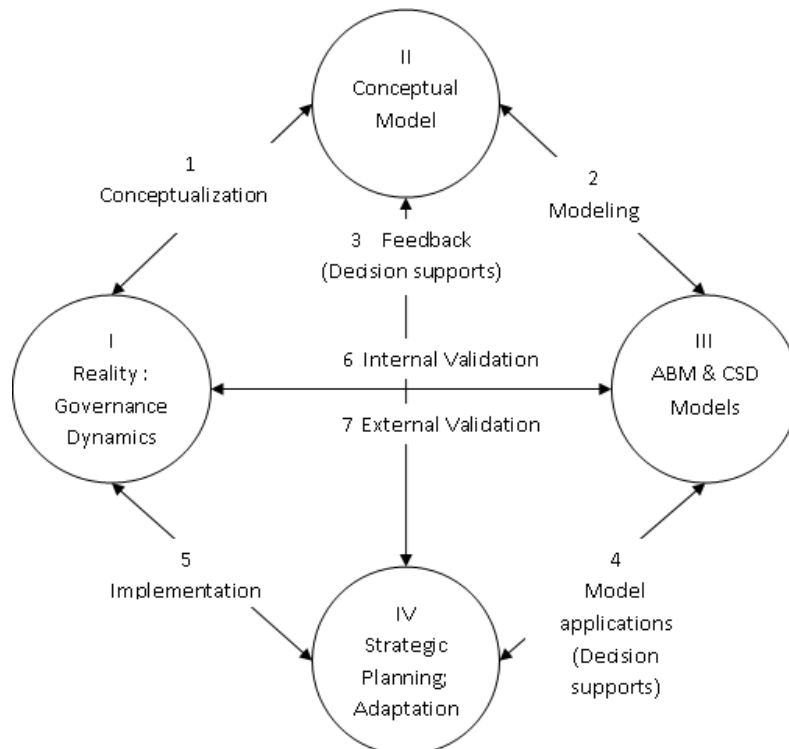 II
Conceptual
Model
1
Conceptualization
2
Modeling
3 Feedback
(Decision supports)
I
Reality :
Governance
Dynamics
6 Internal Validation
7 External Validation
III
ABM & CSD
Models
5
Implementation
4
Model
applications
(Decision
supports)
IV
Strategic
Planning;
Adaptation